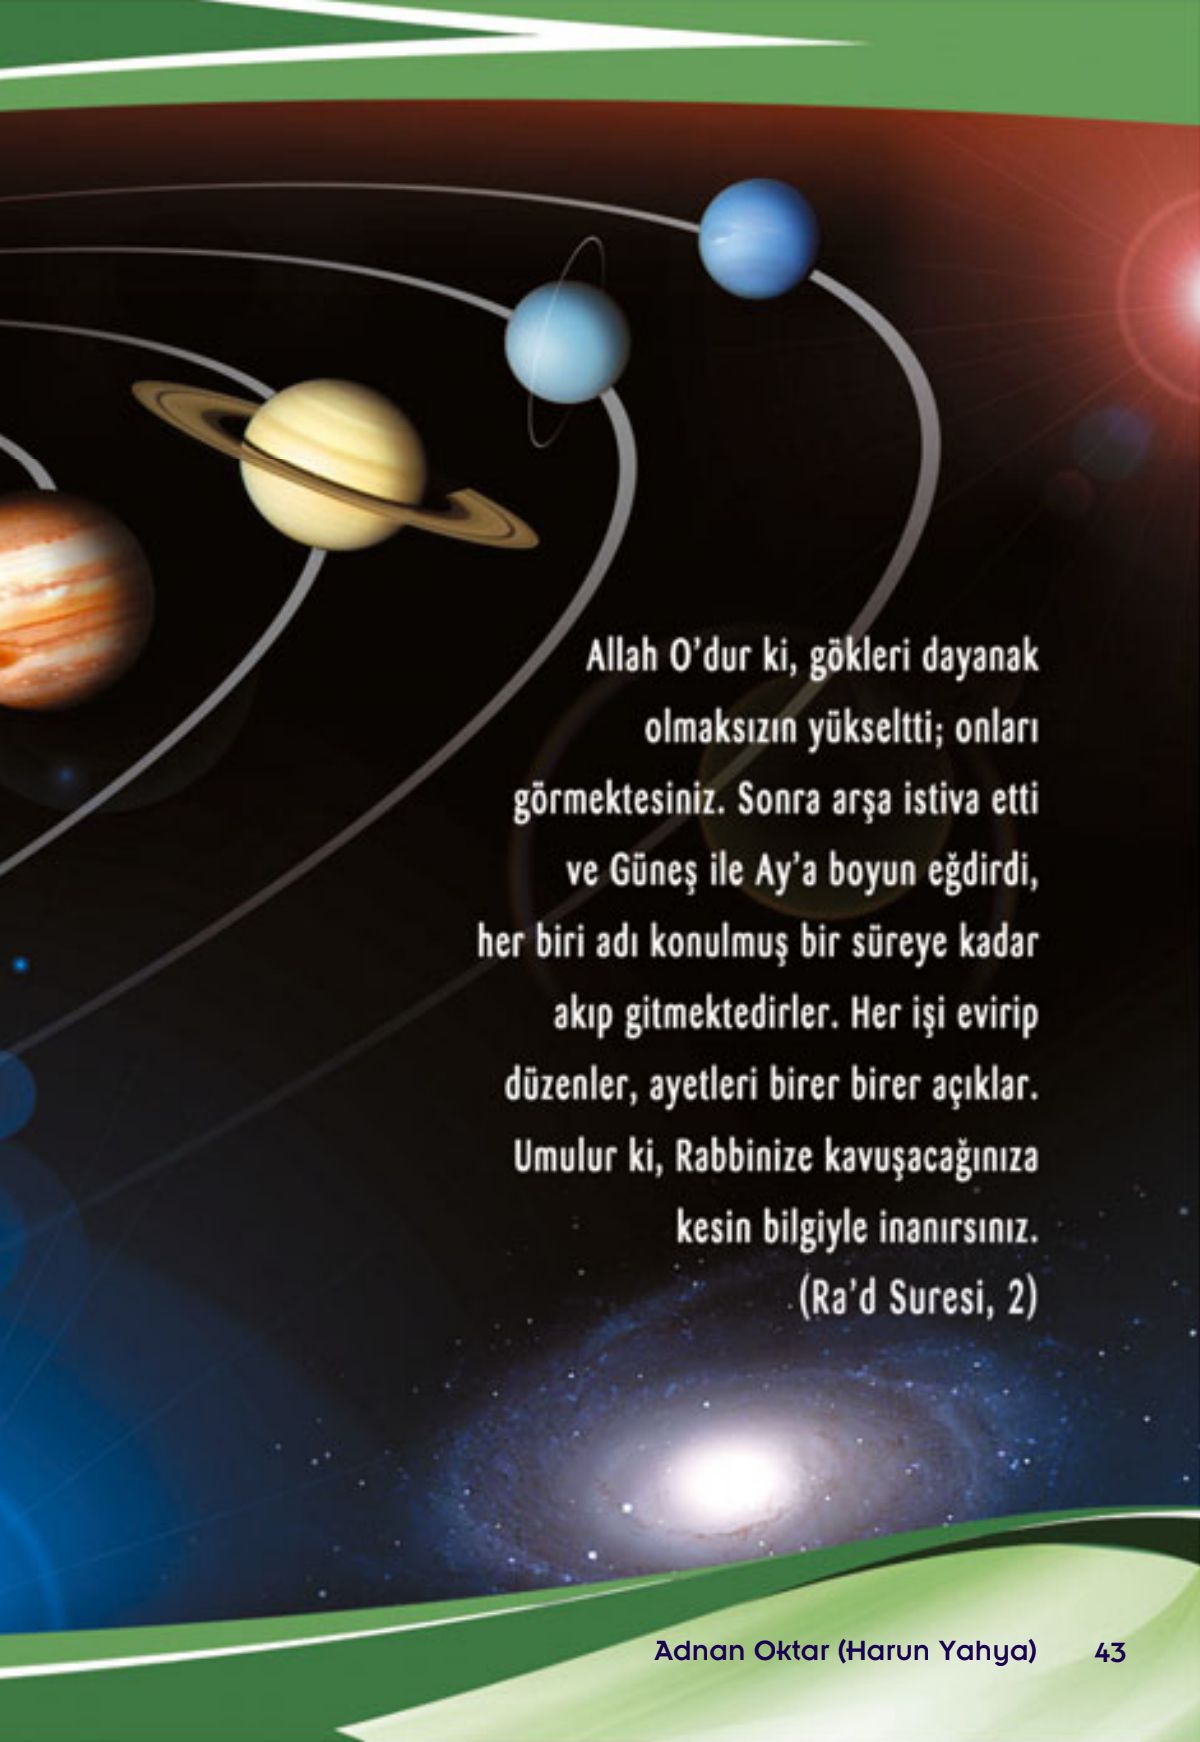 Allah O’dur ki, gökleri dayanak
olmaksızın yükseltti; onları
görmektesiniz. Sonra arşa istiva etti
ve Güneş ile Ay’a boyun eğdirdi,
her biri adı konulmuş bir süreye kadar
akıp gitmektedirler. Her işi evirip
düzenler, ayetleri birer birer açıklar.
Umulur ki, Rabbinize kavuşacağınıza
kesin bilgiyle inanırsınız.
(Ra’d Suresi, 2)
Adnan Oktar (Harun Yahya) 43